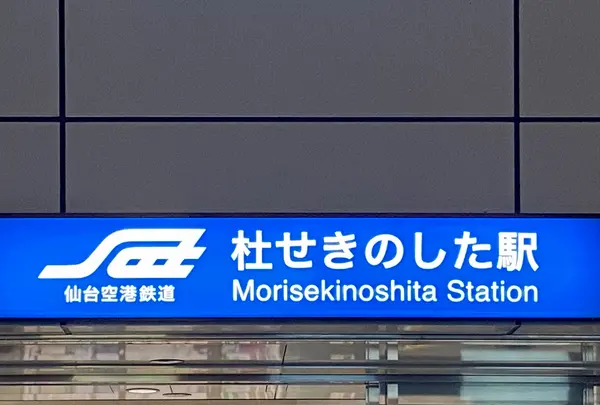 杜せきのした駅
仙台空港鉄道
Morisekinoshita Station